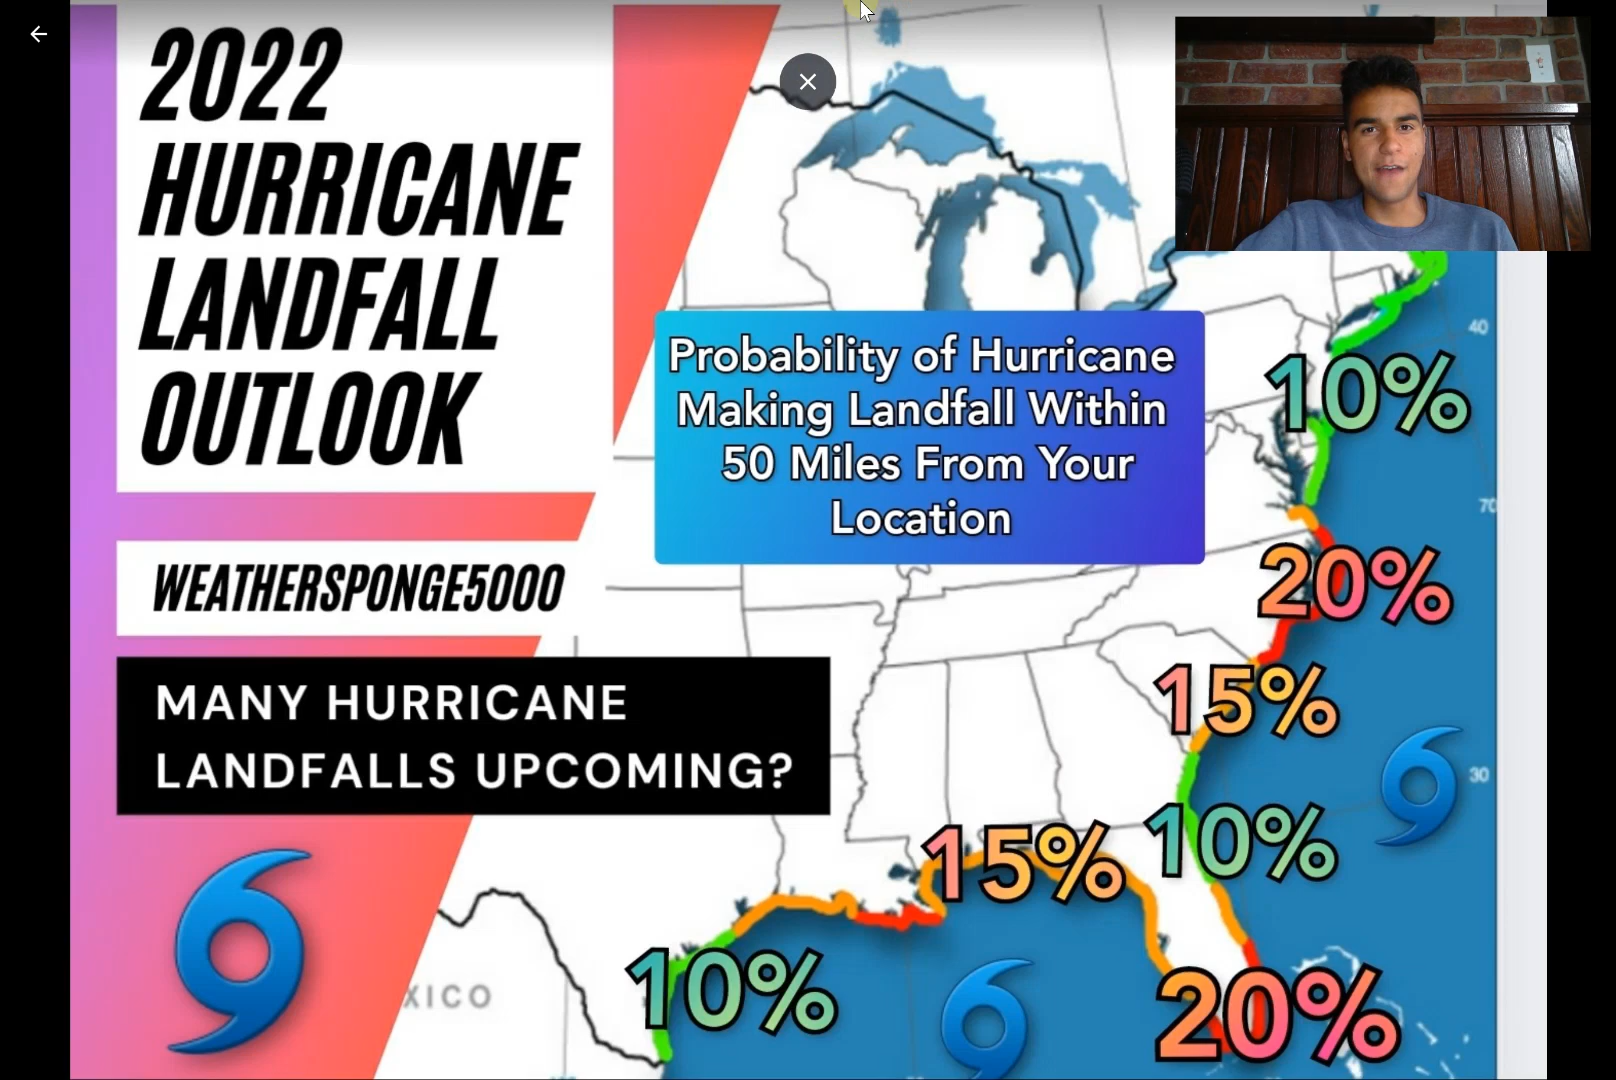 2022
HURRICANE
LANDFALL
OUTLOOK
WEATHERSPONGE5000
MANY HURRICANE
LANDFALLS UPCOMING?
Probability of Hurricane
Making Landfall Within
50 Miles From Your
Location
40
10%
70
20%
15%
30
10%
15%
10%
20%
XICO